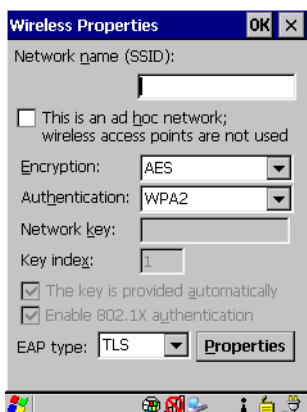 Wireless Properties OK
Network name (SSID):
This is an ad hoc network;
wireless access points are not used
Encryption: AES
Authentication: WPA2
Network key:
Key index: 1
The key is provided automatically
Enable 802.1X authentication
EAP type: TLS Properties